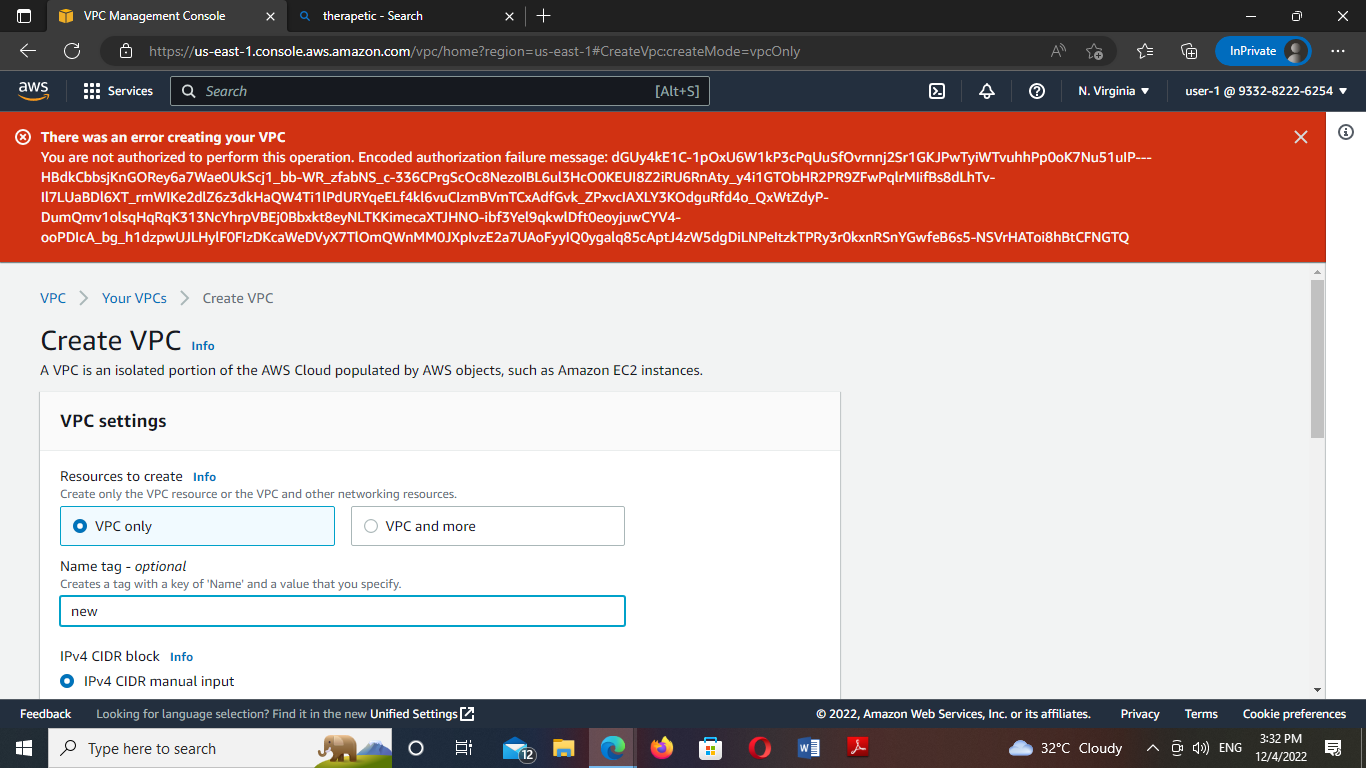 VPC Management Console
therapetic - Search
https://us-east-1.console.aws.amazon.com/vpc/home?region=us-east-1#CreateVpc:createMode=vpcOnly
InPrivate
aws
Services
Search
[Alt+S]
N. Virginia
user-1 @ 9332-8222-6254
There was an error creating your VPC
You are not authorized to perform this operation. Encoded authorization failure message: dGUy4kE1C-1pOxU6W1kP3cPqUuSfOvrmnj2Sr1GKJPwTyiWTvuhhPp0oK7Nu51uIP---
HBdkCbbsjKnGORey6a7Wae0UkScj1_bb-WR_zfabNS_c-336CPrgScOc8NezoIBL6ul3HcO0KEUI8Z2iRU6RnAty_y4i1GTObHR2PR9ZFwPqlrMIifBs8dLhTv-
Il7LUaBDl6XT_rmWIKe2dlZ6z3dkHaQW4Ti1lPdURYqeELf4kl6vuCIzmBVmTCxAdfGvk_ZPxvcIAXLY3KOdguRfd4o_QxWtZdyP-
DumQmv1olsqHqRqK313NcYhrpVBEj0Bbxkt8eyNLTKKimecaXTJHNO-ibf3Yel9qkwlDft0eoyjuwCYV4-
ooPDIcA_bg_h1dzpwUJLHylF0FIzDKcaWeDVyX7TlOmQWnMM0JXpIvzE2a7UAoFyyIQ0ygalq85cAptJ4zW5dgDiLNPeItzkTPRy3r0kxnRSnYGwfeB6s5-NSVrHAToi8hBtCFNGTQ
VPC
Your VPCs
Create VPC
Create VPC Info
A VPC is an isolated portion of the AWS Cloud populated by AWS objects, such as Amazon EC2 instances.
VPC settings
Resources to create Info
Create only the VPC resource or the VPC and other networking resources.
VPC only
VPC and more
Name tag - optional
Creates a tag with a key of 'Name' and a value that you specify.
new
IPv4 CIDR block Info
IPv4 CIDR manual input
Feedback
Looking for language selection? Find it in the new Unified Settings
© 2022, Amazon Web Services, Inc. or its affiliates.
Privacy
Terms
Cookie preferences
Type here to search
12
32°C Cloudy
ENG
3:32 PM
12/4/2022